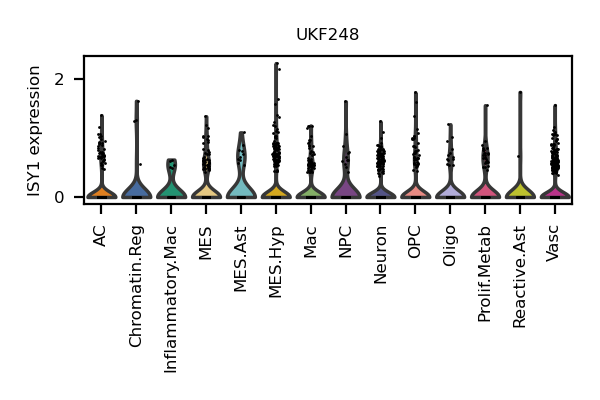 UKF248
ISY1 expression
2
0
AC
Chromatin.Reg
Inflammatory.Mac
MES
MES.Ast
MES.Hyp
Mac
NPC
Neuron
OPC
Oligo
Prolif.Metab
Reactive.Ast
Vasc